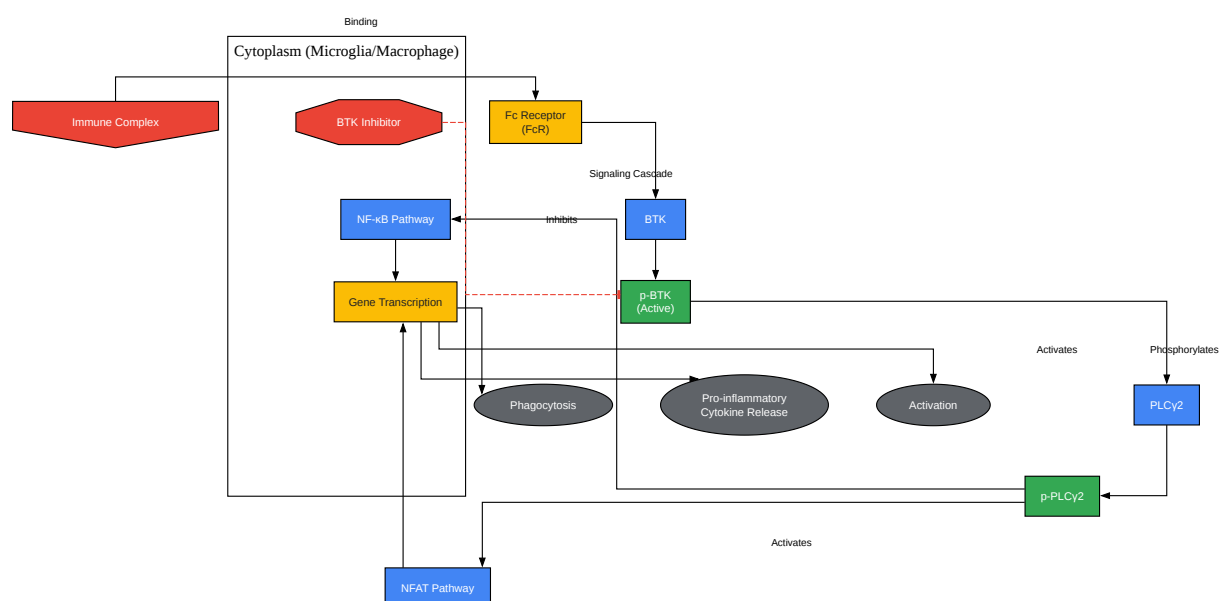 Binding
Cytoplasm (Microglia/Macrophage)
Immune Complex
BTK Inhibitor
Fc Receptor
(FcR)
Signaling Cascade
NF-κB Pathway
Inhibits
BTK
Gene Transcription
p-BTK
(Active)
Activates
Phosphorylates
Phagocytosis
Pro-inflammatory
Cytokine Release
Activation
PLCγ2
p-PLCγ2
Activates
NFAT Pathway